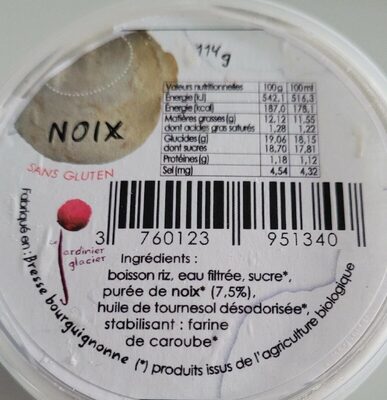 114g
NOIX
SANS GLUTEN
Valeurs nutritionnelles 100g 100ml
Énergie (kJ) 542,1 516,3
Énergie (kcal) 187,0 178,1
Matières grasses (g) 12,12 11,55
dont acides gras saturés 1,28 1,22
Glucides (g) 19,06 18,15
dont sucres 18,70 17,81
Protéines (g) 1,18 1,12
Sel (mg) 4,54 4,32
3 760123 951340
jardinier
glacier
Fabriqué en : Bresse bourguignonne
Ingrédients :
boisson riz, eau filtrée, sucre*,
purée de noix* (7,5%),
huile de tournesol désodorisée*,
stabilisant : farine
de caroube*
(*) produits issus de l'agriculture biologique